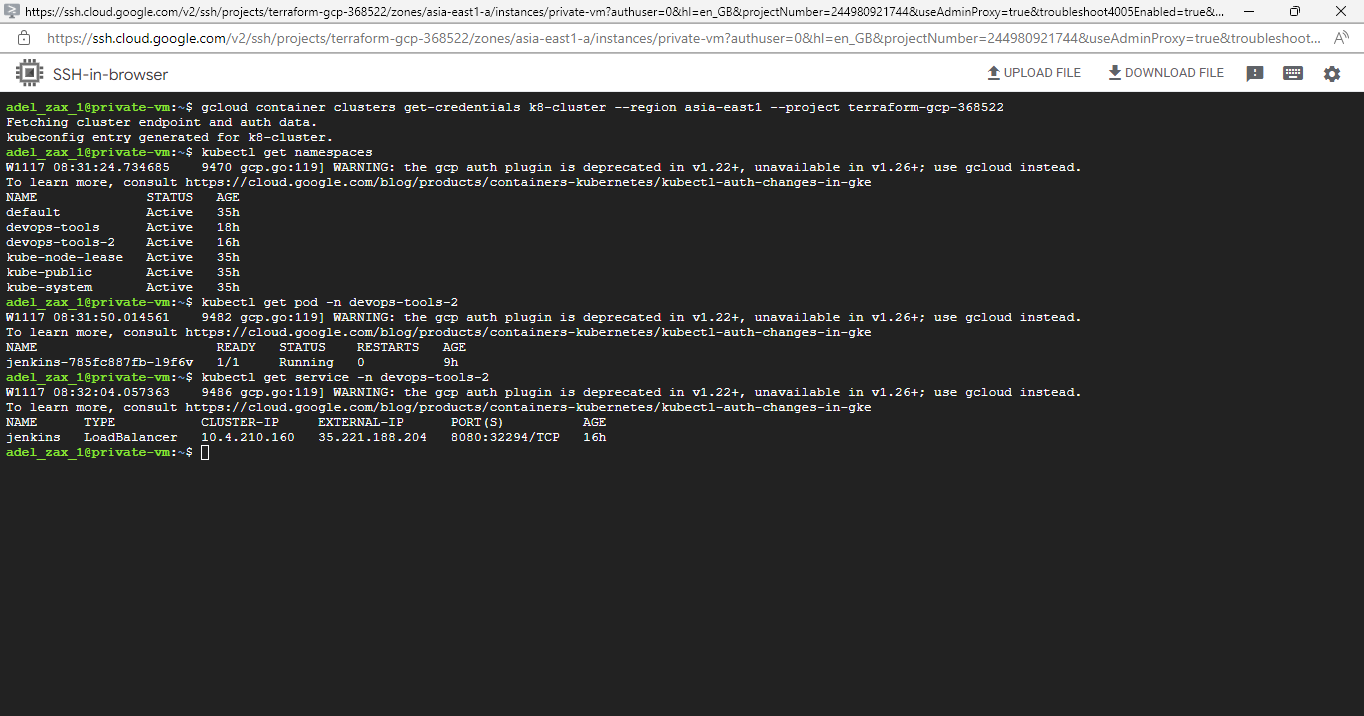 https://ssh.cloud.google.com/v2/ssh/projects/terraform-gcp-368522/zones/asia-east1-a/instances/private-vm?authuser=0&hl=en_GB&projectNumber=244980921744&useAdminProxy=true&troubleshoot4005Enabled=true&...
https://ssh.cloud.google.com/v2/ssh/projects/terraform-gcp-368522/zones/asia-east1-a/instances/private-vm?authuser=0&hl=en_GB&projectNumber=244980921744&useAdminProxy=true&troubleshoot...
SSH-in-browser
UPLOAD FILE
DOWNLOAD FILE
adel_zax_1@private-vm:~$ gcloud container clusters get-credentials k8-cluster --region asia-east1 --project terraform-gcp-368522
Fetching cluster endpoint and auth data.
kubeconfig entry generated for k8-cluster.
adel_zax_1@private-vm:~$ kubectl get namespaces
W1117 08:31:24.734685    9470 gcp.go:119] WARNING: the gcp auth plugin is deprecated in v1.22+, unavailable in v1.26+; use gcloud instead.
To learn more, consult https://cloud.google.com/blog/products/containers-kubernetes/kubectl-auth-changes-in-gke
NAME              STATUS   AGE
default           Active   35h
devops-tools      Active   18h
devops-tools-2    Active   16h
kube-node-lease   Active   35h
kube-public       Active   35h
kube-system       Active   35h
adel_zax_1@private-vm:~$ kubectl get pod -n devops-tools-2
W1117 08:31:50.014561    9482 gcp.go:119] WARNING: the gcp auth plugin is deprecated in v1.22+, unavailable in v1.26+; use gcloud instead.
To learn more, consult https://cloud.google.com/blog/products/containers-kubernetes/kubectl-auth-changes-in-gke
NAME                       READY   STATUS    RESTARTS   AGE
jenkins-785fc887fb-l9f6v   1/1     Running   0          9h
adel_zax_1@private-vm:~$ kubectl get service -n devops-tools-2
W1117 08:32:04.057363    9486 gcp.go:119] WARNING: the gcp auth plugin is deprecated in v1.22+, unavailable in v1.26+; use gcloud instead.
To learn more, consult https://cloud.google.com/blog/products/containers-kubernetes/kubectl-auth-changes-in-gke
NAME      TYPE           CLUSTER-IP     EXTERNAL-IP      PORT(S)          AGE
jenkins   LoadBalancer   10.4.210.160   35.221.188.204   8080:32294/TCP   16h
adel_zax_1@private-vm:~$